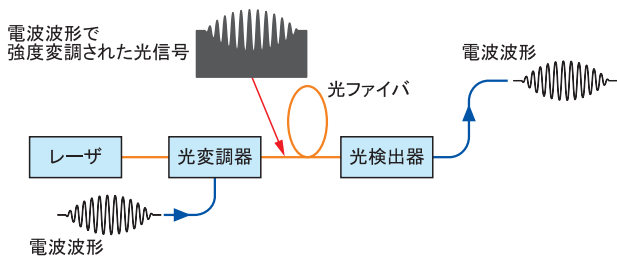 電波波形で
強度変調された光信号
電波波形
光ファイバ
レーザ
光変調器
光検出器
電波波形